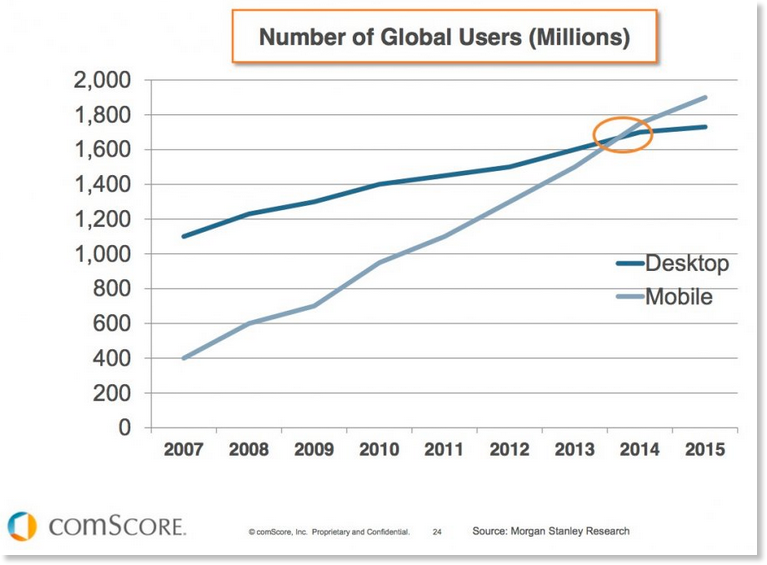 Number of Global Users (Millions)
2,000
1,800
1,600
1,400
1,200
1,000
800
600
400
200
0
Desktop
Mobile
2007 2008 2009 2010 2011 2012 2013 2014 2015
comSCORE.
© comScore, Inc. Proprietary and Confidential. 24 Source: Morgan Stanley Research